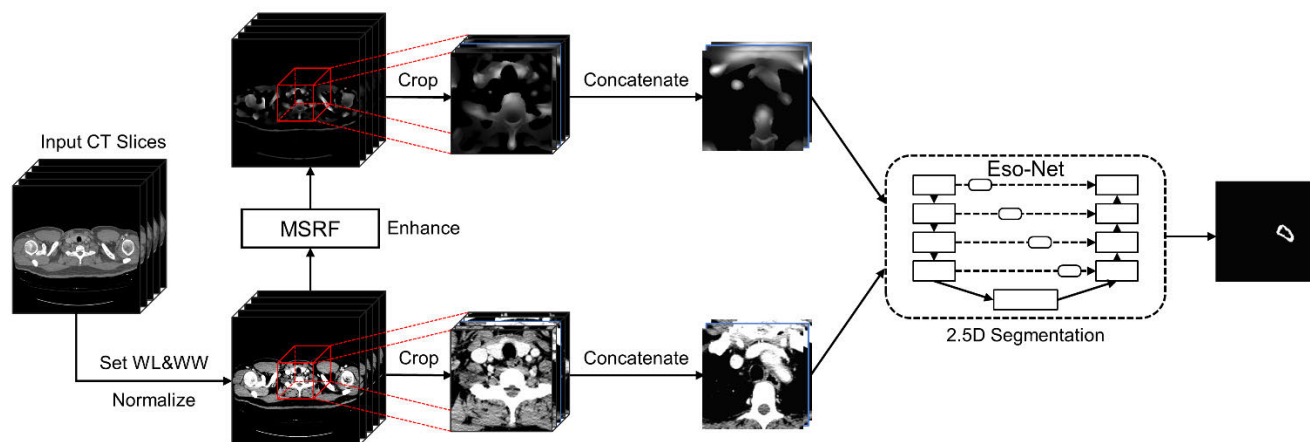 Input CT Slices
Set WL&WW
Normalize
MSRF
Enhance
Crop
Concatenate
Crop
Concatenate
Eso-Net
2.5D Segmentation